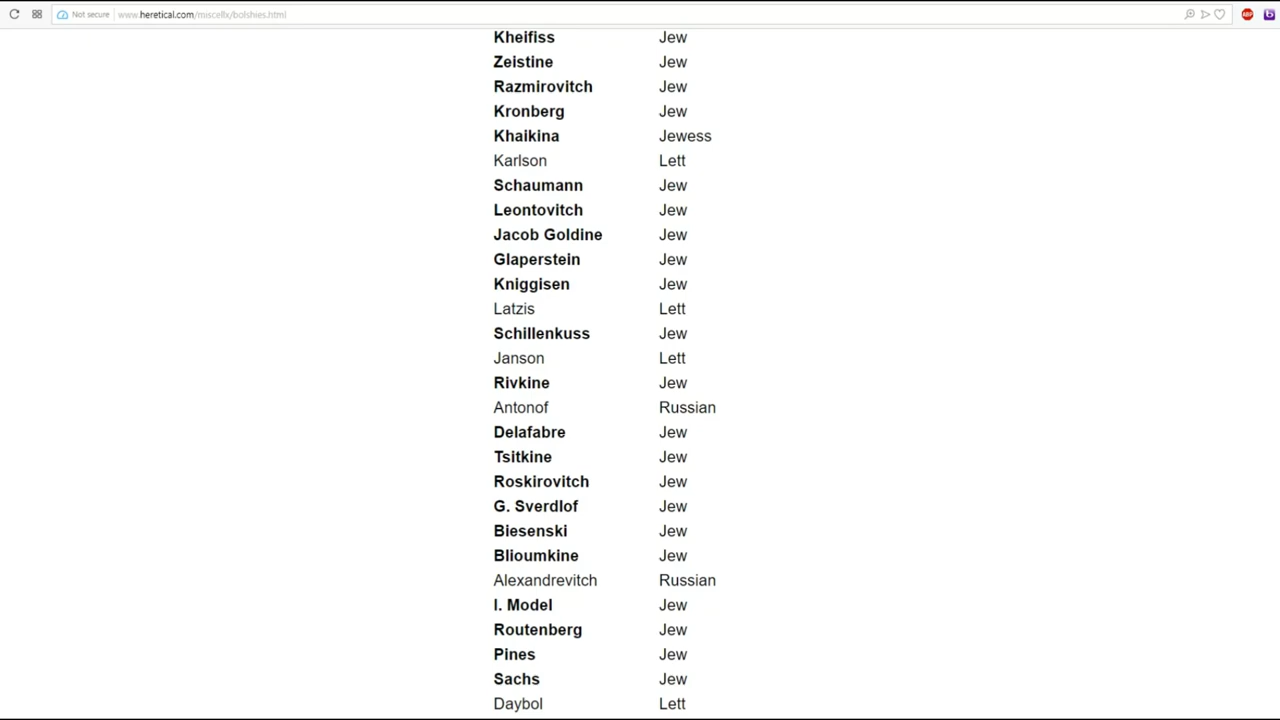 Not secure www.heretical.com/miscellx/bolshies.html
ABP b
Kheifiss Jew
Zeistine Jew
Razmirovitch Jew
Kronberg Jew
Khaikina Jewess
Karlson Lett
Schaumann Jew
Leontovitch Jew
Jacob Goldine Jew
Glaperstein Jew
Kniggisen Jew
Latzis Lett
Schillenkuss Jew
Janson Lett
Rivkine Jew
Antonof Russian
Delafabre Jew
Tsitkine Jew
Roskirovitch Jew
G. Sverdlof Jew
Biesenski Jew
Blioumkine Jew
Alexandrevitch Russian
I. Model Jew
Routenberg Jew
Pines Jew
Sachs Jew
Daybol Lett